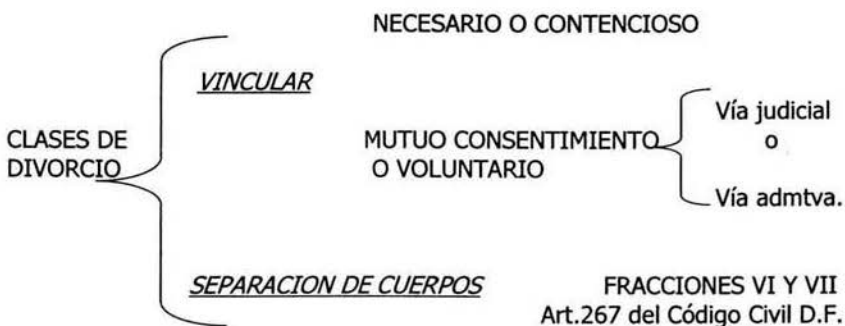 NECESARIO O CONTENCIOSO
VINCULAR
CLASES DE
DIVORCIO
MUTUO CONSENTIMIENTO
O VOLUNTARIO
Vía judicial
o
Vía admtva.
SEPARACION DE CUERPOS
FRACCIONES VI Y VII
Art.267 del Código Civil D.F.